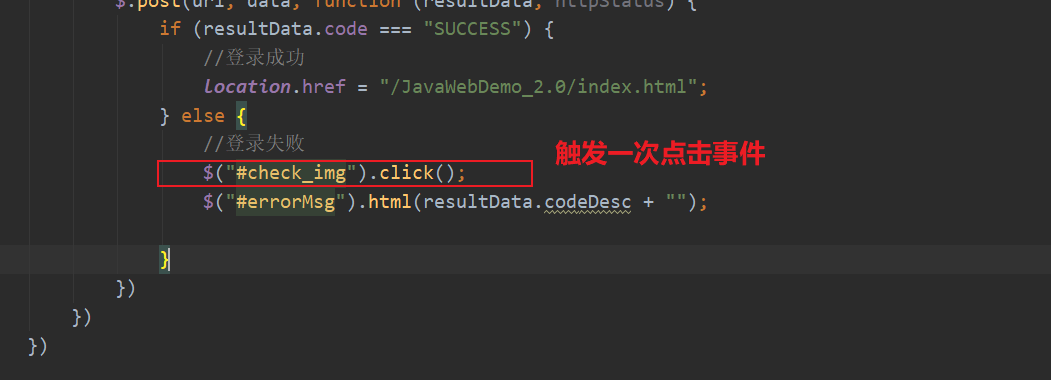 $.post(url, data, function (resultData, httpStatus) {
if (resultData.code === "SUCCESS") {
//登录成功
location.href = "/JavaWebDemo_2.0/index.html";
} else {
//登录失败
$("#check_img").click(); 触发一次点击事件
$("#errorMsg").html(resultData.codeDesc + "");
}
})
})
})